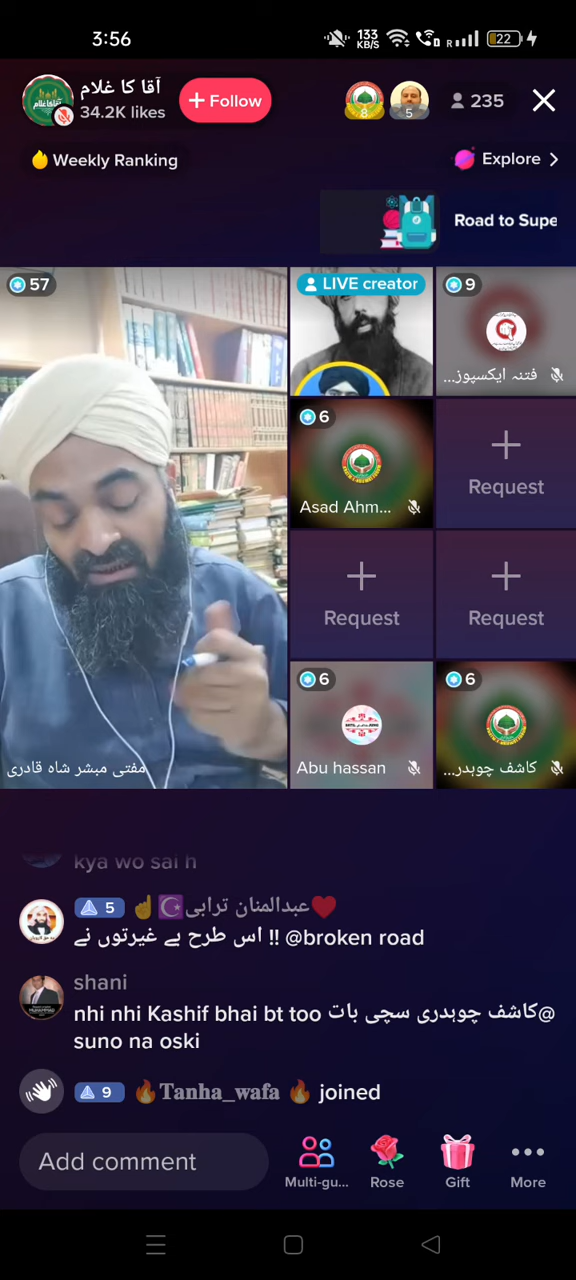 3:56
133 KB/S
R
22
آقا کا غلام
34.2K likes
+ Follow
8
5
235
Weekly Ranking
Explore
Road to Supe
57
LIVE creator
9
فتنہ ایکسپوز...
6
Asad Ahm...
Request
Request
Request
مفتی مبشر شاہ قادری
6
Abu hassan
6
کاشف چوہدر...
kya wo sai h
5 ☝️☪️عبدالمنان ترابی❤️
اس طرح بے غیرتوں نے !! @broken road
shani
nhi nhi Kashif bhai bt too @کاشف چوہدری سچی بات
suno na oski
9 🔥𝐓𝐚𝐧𝐡𝐚_𝐰𝐚𝐟𝐚 🔥 joined
Add comment
Multi-gu...
Rose
Gift
More